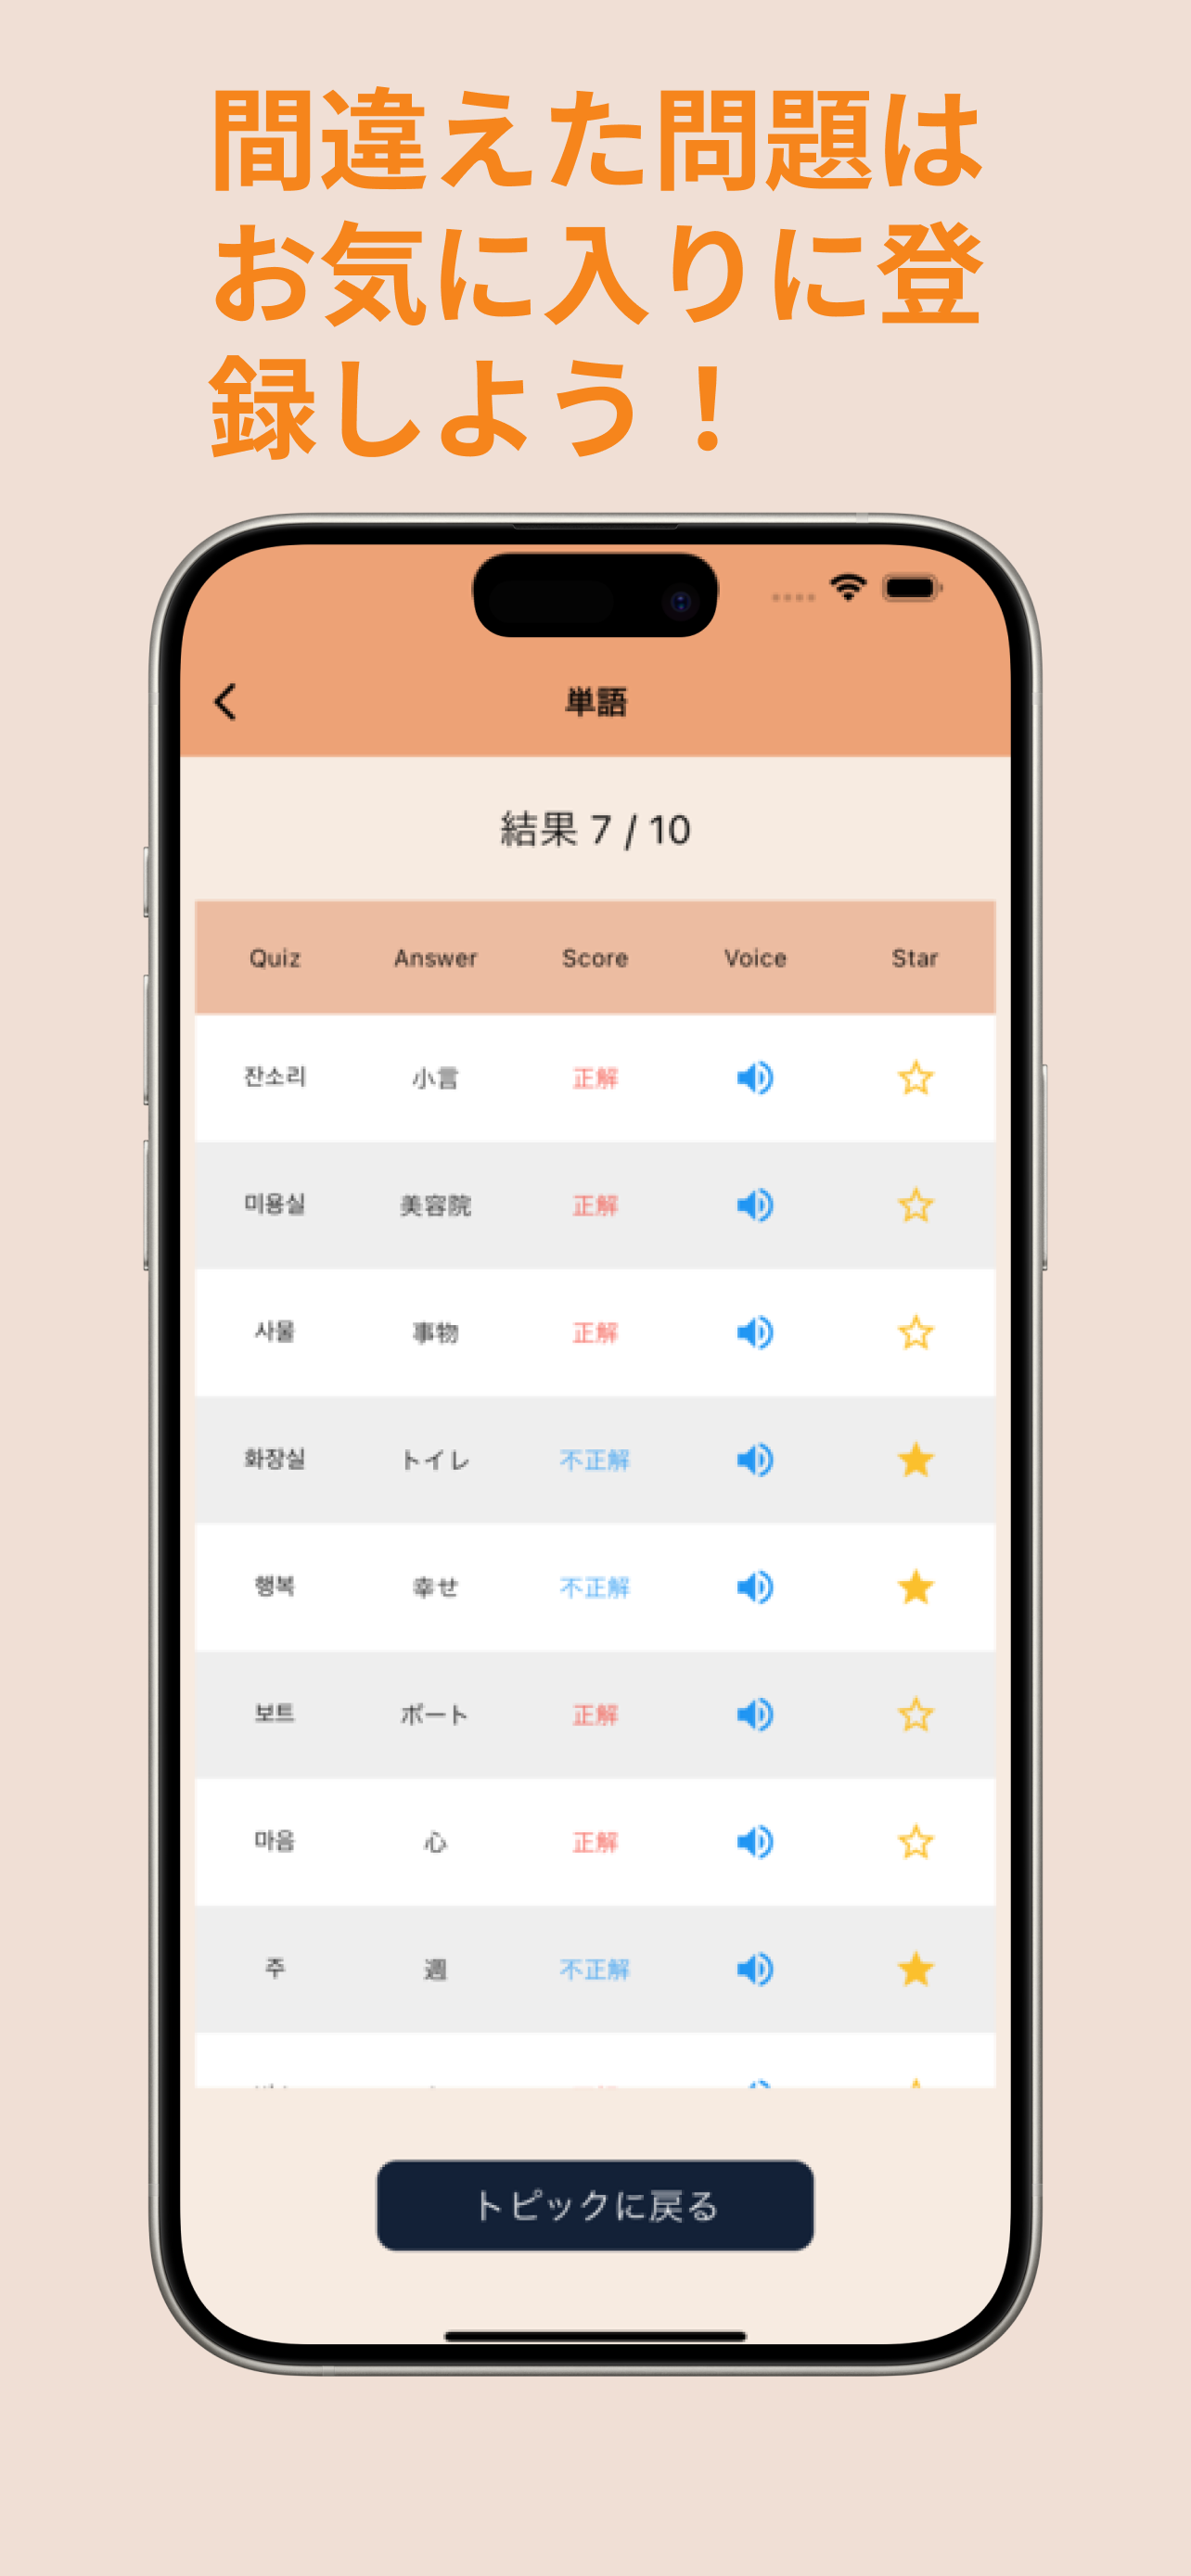 間違えた問題は
お気に入りに登
録しよう！
単語
結果 7 / 10
Quiz Answer Score Voice Star
잔소리 小言 正解
미용실 美容院 正解
사물 事物 正解
화장실 トイレ 不正解
행복 幸せ 不正解
보트 ボート 正解
마음 心 正解
주 週 不正解
トピックに戻る